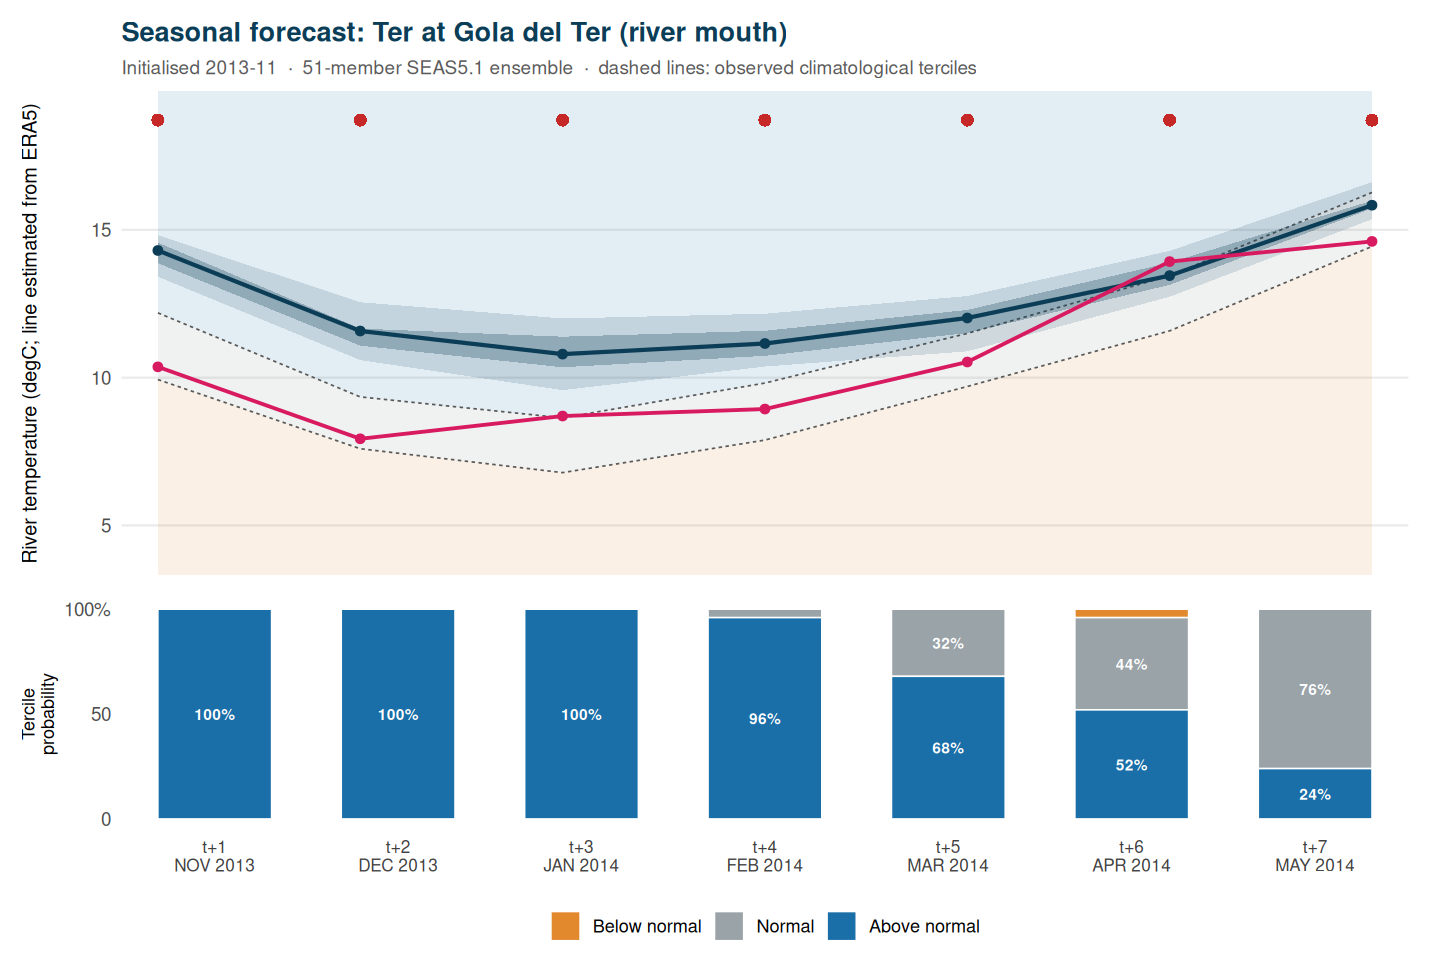 Seasonal forecast: Ter at Gola del Ter (river mouth)
Initialised 2013-11 · 51-member SEAS5.1 ensemble · dashed lines: observed climatological terciles
River temperature (degC; line estimated from ERA5)
15
10
5
Tercile
probability
100%
50
0
100%
100%
100%
96%
32%
68%
44%
52%
76%
24%
t+1
NOV 2013
t+2
DEC 2013
t+3
JAN 2014
t+4
FEB 2014
t+5
MAR 2014
t+6
APR 2014
t+7
MAY 2014
Below normal
Normal
Above normal